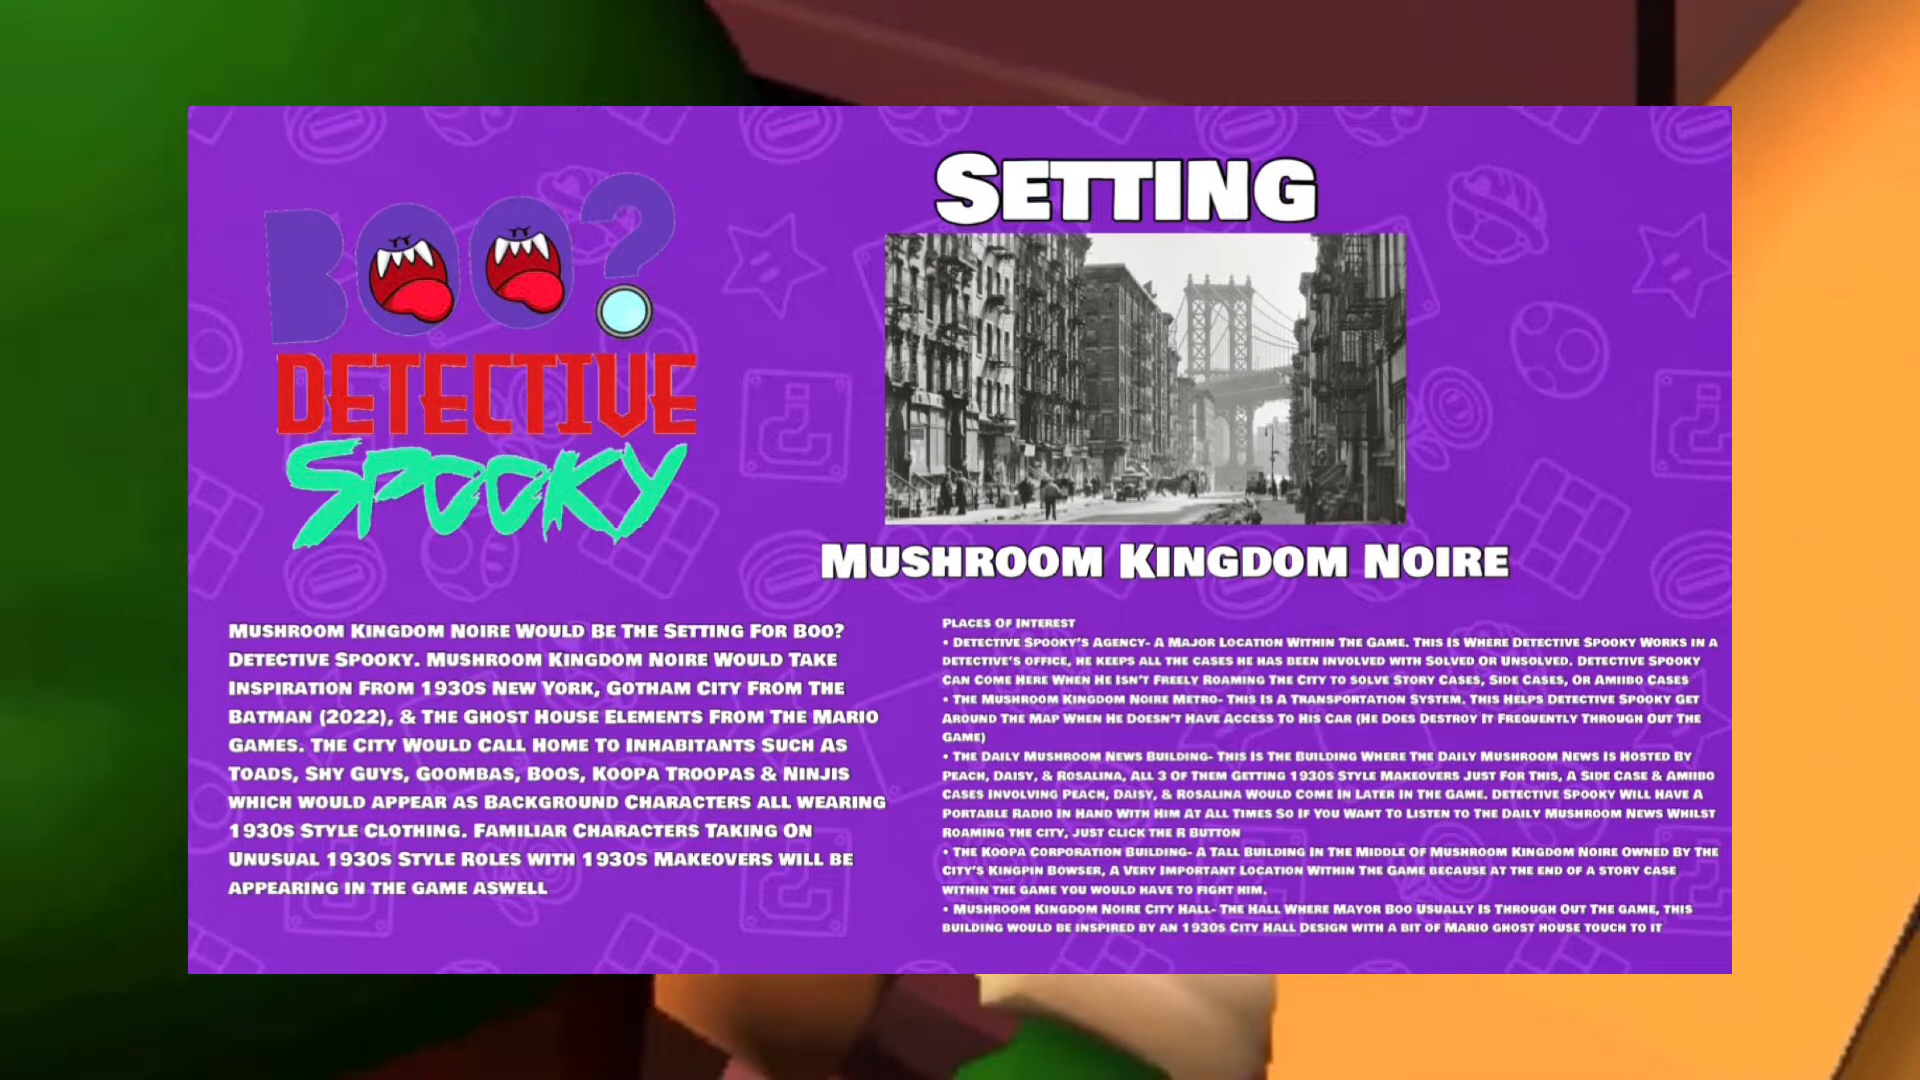 BOO?
DETECTIVE
SPOOKY
SETTING
MUSHROOM KINGDOM NOIRE
MUSHROOM KINGDOM NOIRE WOULD BE THE SETTING FOR BOO?
DETECTIVE SPOOKY. MUSHROOM KINGDOM NOIRE WOULD TAKE
INSPIRATION FROM 1930S NEW YORK, GOTHAM CITY FROM THE
BATMAN (2022), & THE GHOST HOUSE ELEMENTS FROM THE MARIO
GAMES. THE CITY WOULD CALL HOME TO INHABITANTS SUCH AS
TOADS, SHY GUYS, GOOMBAS, BOOS, KOOPA TROOPAS & NINJIS
WHICH WOULD APPEAR AS BACKGROUND CHARACTERS ALL WEARING
1930S STYLE CLOTHING. FAMILIAR CHARACTERS TAKING ON
UNUSUAL 1930S STYLE ROLES WITH 1930S MAKEOVERS WILL BE
APPEARING IN THE GAME ASWELL
PLACES OF INTEREST
• DETECTIVE SPOOKY'S AGENCY- A MAJOR LOCATION WITHIN THE GAME. THIS IS WHERE DETECTIVE SPOOKY WORKS IN A
DETECTIVE'S OFFICE, HE KEEPS ALL THE CASES HE HAS BEEN INVOLVED WITH SOLVED OR UNSOLVED. DETECTIVE SPOOKY
CAN COME HERE WHEN HE ISN'T FREELY ROAMING THE CITY TO SOLVE STORY CASES, SIDE CASES, OR AMIIBO CASES
• THE MUSHROOM KINGDOM NOIRE METRO- THIS IS A TRANSPORTATION SYSTEM. THIS HELPS DETECTIVE SPOOKY GET
AROUND THE MAP WHEN HE DOESN'T HAVE ACCESS TO HIS CAR (HE DOES DESTROY IT FREQUENTLY THROUGH OUT THE
GAME)
• THE DAILY MUSHROOM NEWS BUILDING- THIS IS THE BUILDING WHERE THE DAILY MUSHROOM NEWS IS HOSTED BY
PEACH, DAISY, & ROSALINA, ALL 3 OF THEM GETTING 1930S STYLE MAKEOVERS JUST FOR THIS, A SIDE CASE & AMIIBO
CASES INVOLVING PEACH, DAISY, & ROSALINA WOULD COME IN LATER IN THE GAME. DETECTIVE SPOOKY WILL HAVE A
PORTABLE RADIO IN HAND WITH HIM AT ALL TIMES SO IF YOU WANT TO LISTEN TO THE DAILY MUSHROOM NEWS WHILST
ROAMING THE CITY, JUST CLICK THE R BUTTON
• THE KOOPA CORPORATION BUILDING- A TALL BUILDING IN THE MIDDLE OF MUSHROOM KINGDOM NOIRE OWNED BY THE
CITY'S KINGPIN BOWSER, A VERY IMPORTANT LOCATION WITHIN THE GAME BECAUSE AT THE END OF A STORY CASE
WITHIN THE GAME YOU WOULD HAVE TO FIGHT HIM.
• MUSHROOM KINGDOM NOIRE CITY HALL- THE HALL WHERE MAYOR BOO USUALLY IS THROUGH OUT THE GAME, THIS
BUILDING WOULD BE INSPIRED BY AN 1930S CITY HALL DESIGN WITH A BIT OF MARIO GHOST HOUSE TOUCH TO IT